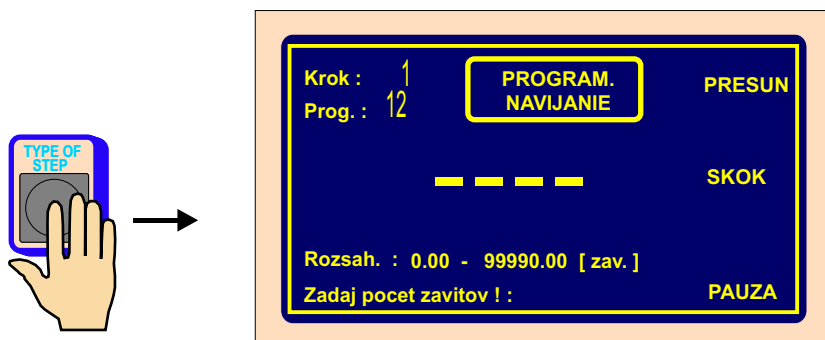 TYPE OF
STEP
Krok : 1
Prog. : 12
PROGRAM.
NAVIJANIE
PRESUN
SKOK
Rozsah. : 0.00 - 99990.00 [ zav. ]
Zadaj pocet zavitov ! :
PAUZA